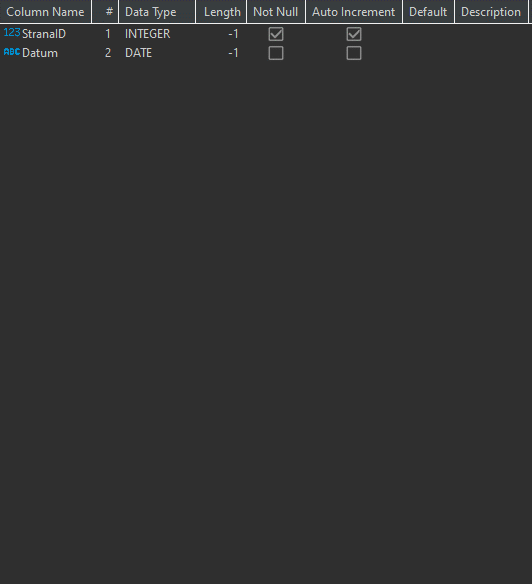 Column Name # Data Type Length Not Null Auto Increment Default Description
123 StranaID 1 INTEGER -1
ABC Datum 2 DATE -1